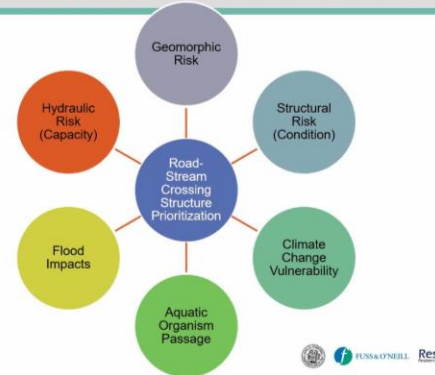 Geomorphic
Risk
Hydraulic
Risk
(Capacity)
Structural
Risk
(Condition)
Road-
Stream
Crossing
Structure
Prioritization
Flood
Impacts
Climate
Change
Vulnerability
Aquatic
Organism
Passage
FUSS & O'NEILL